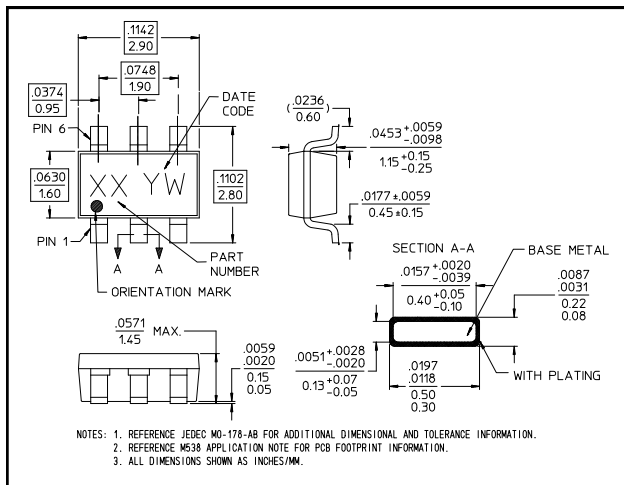 .1142
2.90
.0748
1.90
.0374
0.95
DATE
CODE
PIN 6
.0630
1.60
XX YW
.1102
2.80
PIN 1
A A
PART
NUMBER
ORIENTATION MARK
(.0236
0.60)
.0453 +.0059
-.0098
1.15 +0.15
-0.25
.0177 ±.0059
0.45 ±0.15
SECTION A-A
BASE METAL
.0157 +.0020
-.0039
0.40 +0.05
-0.10
.0087
.0031
0.22
0.08
.0571
1.45 MAX.
.0059
.0020
0.15
0.05
.0051 +.0028
-.0020
0.13 +0.07
-0.05
.0197
.0118
0.50
0.30
WITH PLATING
NOTES: 1. REFERENCE JEDEC MO-178-AB FOR ADDITIONAL DIMENSIONAL AND TOLERANCE INFORMATION.
2. REFERENCE M538 APPLICATION NOTE FOR PCB FOOTPRINT INFORMATION.
3. ALL DIMENSIONS SHOWN AS INCHES/MM.